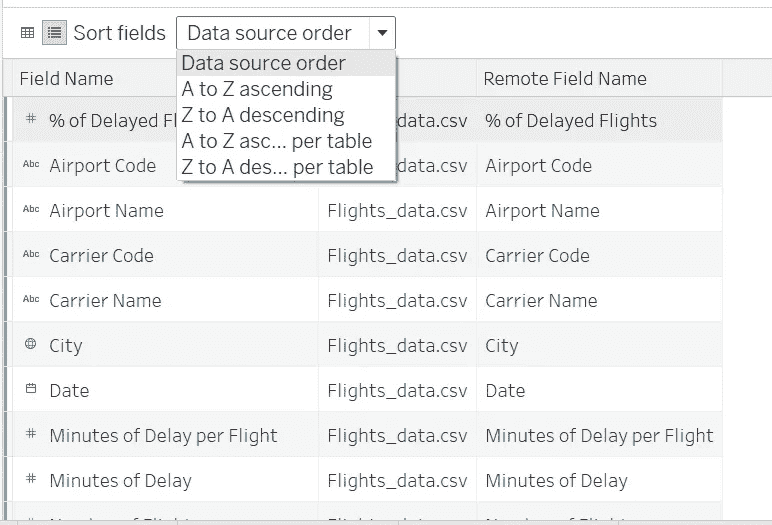 Sort fields Data source order
Data source order
A to Z ascending
Z to A descending
A to Z asc... per table
Z to A des... per table
Field Name Remote Field Name
# % of Delayed Fl data.csv % of Delayed Flights
Abc Airport Code data.csv Airport Code
Abc Airport Name Flights_data.csv Airport Name
Abc Carrier Code Flights_data.csv Carrier Code
Abc Carrier Name Flights_data.csv Carrier Name
City Flights_data.csv City
Date Flights_data.csv Date
# Minutes of Delay per Flight Flights_data.csv Minutes of Delay per Flight
# Minutes of Delay Flights_data.csv Minutes of Delay